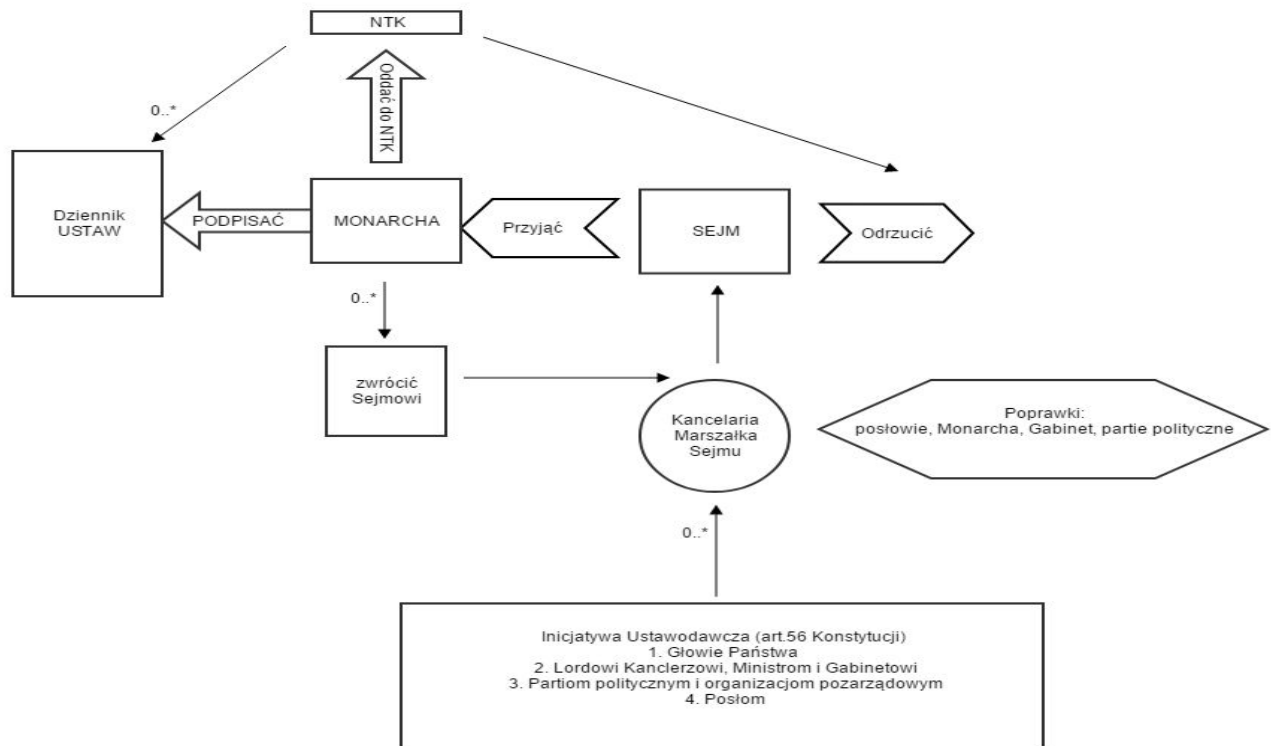 NTK
Oddać do NTK
0..*
Dziennik
USTAW
PODPISAĆ
MONARCHA
Przyjąć
SEJM
Odrzucić
0..*
zwrócić
Sejmowi
Kancelaria
Marszałka
Sejmu
Poprawki:
posłowie, Monarcha, Gabinet, partie polityczne
0..*
Inicjatywa Ustawodawcza (art.56 Konstytucji)
1. Głowie Państwa
2. Lordowi Kanclerzowi, Ministrom i Gabinetowi
3. Partiom politycznym i organizacjom pozarządowym
4. Posłom